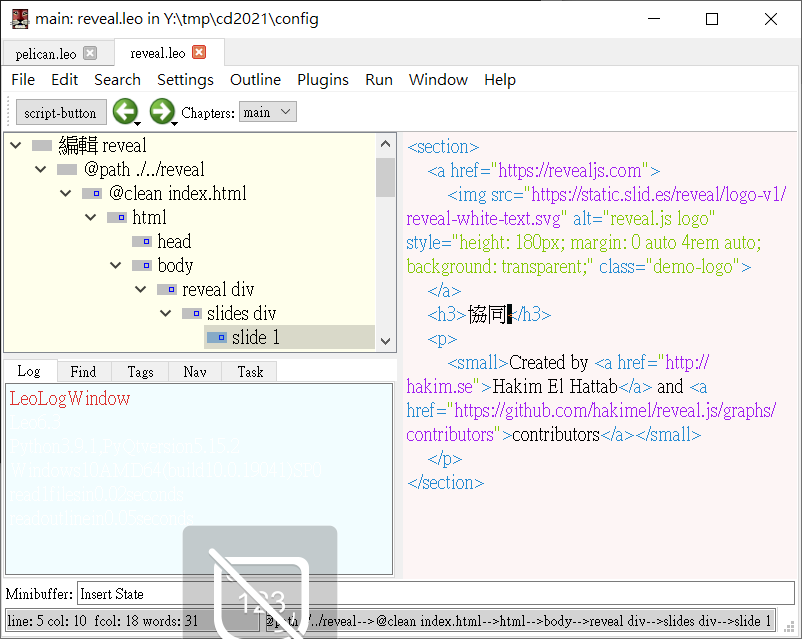 main: reveal.leo in Y:\tmp\cd2021\config
pelican.leo
reveal.leo
File Edit Search Settings Outline Plugins Run Window Help
script-button
Chapters: main
編輯 reveal
@path ./../reveal
@clean index.html
html
head
body
reveal div
slides div
slide 1
<section>
<a href="https://revealjs.com">
<img src="https://static.slid.es/reveal/logo-v1/
reveal-white-text.svg" alt="reveal.js logo"
style="height: 180px; margin: 0 auto 4rem auto;
background: transparent;" class="demo-logo">
</a>
<h3>協同</h3>
<p>
<small>Created by <a href="http://
hakim.se">Hakim El Hattab</a> and <a
href="https://github.com/hakimel/reveal.js/graphs/
contributors">contributors</a></small>
</p>
</section>
Log Find Tags Nav Task
LeoLogWindow
123
Minibuffer: Insert State
line: 5 col: 10 fcol: 18 words: 31
@path ./../reveal-->@clean index.html-->html-->body-->reveal div-->slides div-->slide 1